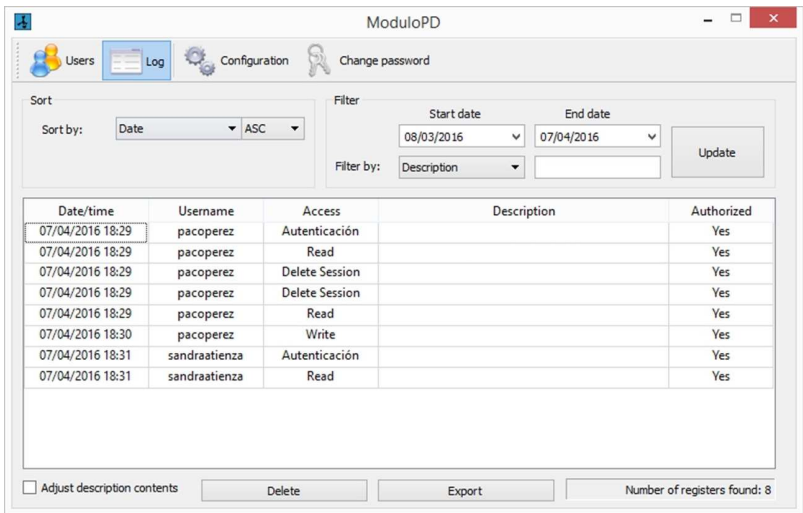 ModuloPD
Users Log Configuration Change password
Sort
Sort by: Date ASC
Filter
Start date End date
08/03/2016 07/04/2016
Filter by: Description
Update
Date/time Username Access Description Authorized
07/04/2016 18:29 pacoperez Autenticación Yes
07/04/2016 18:29 pacoperez Read Yes
07/04/2016 18:29 pacoperez Delete Session Yes
07/04/2016 18:29 pacoperez Delete Session Yes
07/04/2016 18:29 pacoperez Read Yes
07/04/2016 18:30 pacoperez Write Yes
07/04/2016 18:31 sandraatienza Autenticación Yes
07/04/2016 18:31 sandraatienza Read Yes
Adjust description contents Delete Export Number of registers found: 8